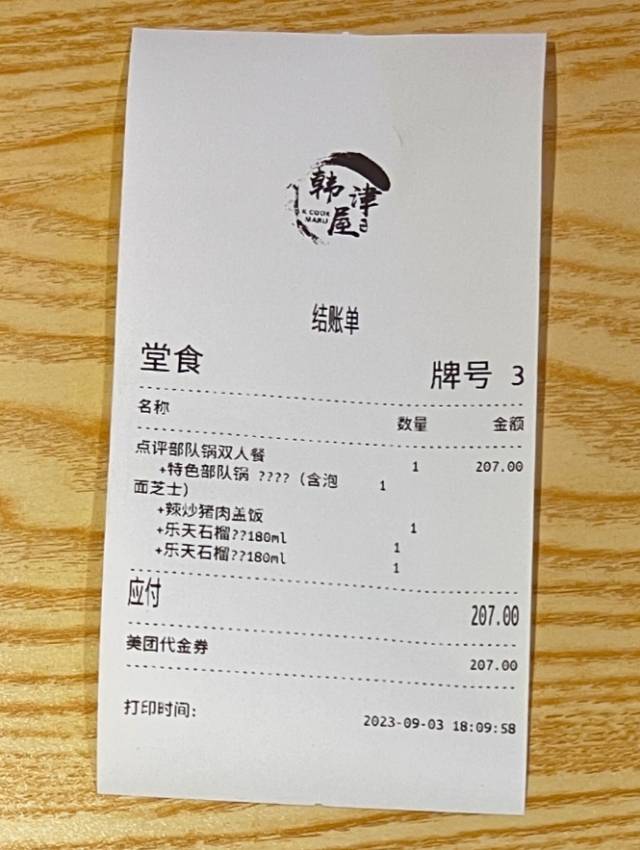 韩津屋
K COOK
MARU
结账单
堂食 牌号 3
名称 数量 金额
点评部队锅双人餐 1 207.00
+特色部队锅 ????（含泡 1
面芝士）
+辣炒猪肉盖饭 1
+乐天石榴??180ml 1
+乐天石榴??180ml 1
应付 207.00
美团代金券 207.00
打印时间: 2023-09-03 18:09:58